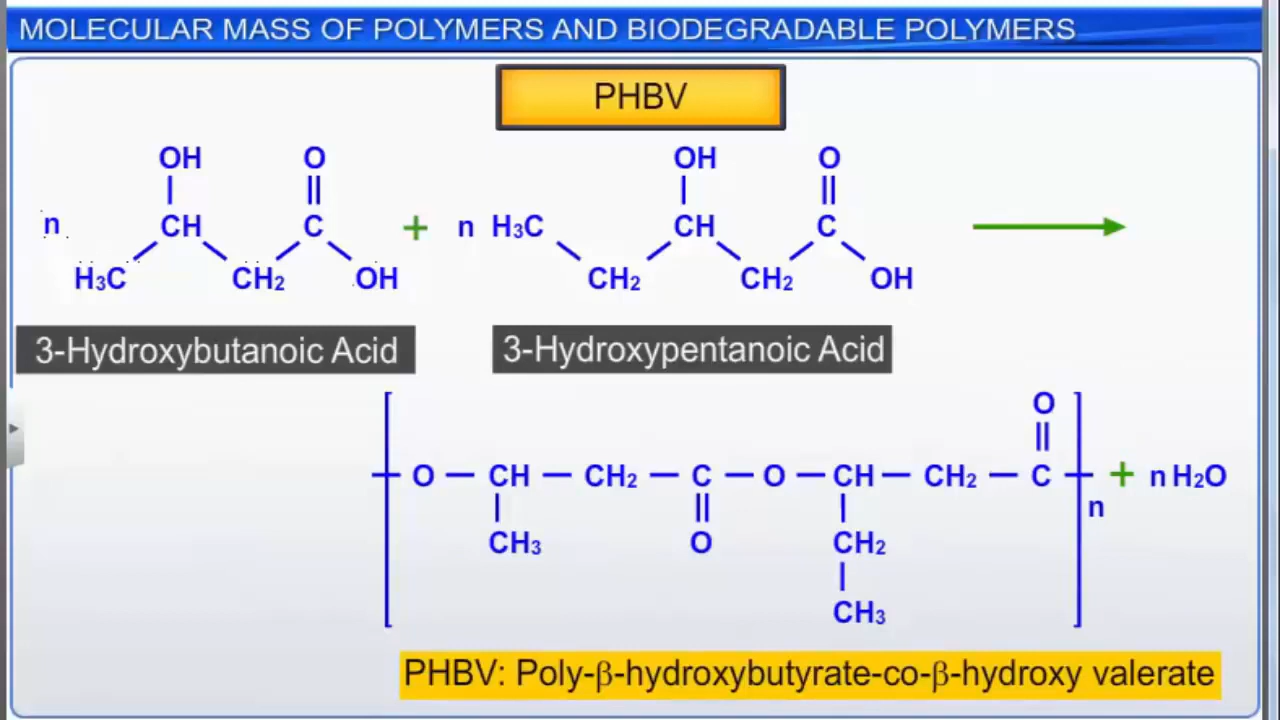 MOLECULAR MASS OF POLYMERS AND BIODEGRADABLE POLYMERS
PHBV
OH O OH O
n CH C + n H₃C CH C
H₃C CH₂ OH CH₂ CH₂ OH
3-Hydroxybutanoic Acid 3-Hydroxypentanoic Acid
O
O — CH — CH₂ — C — O — CH — CH₂ — C + n H₂O
n
CH₃ O CH₂
CH₃
PHBV: Poly-β-hydroxybutyrate-co-β-hydroxy valerate